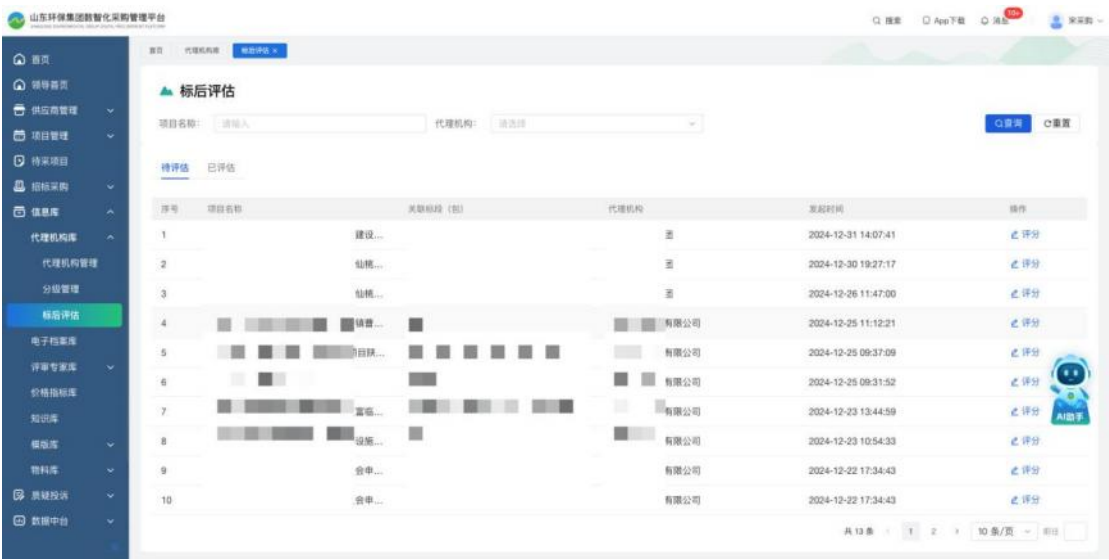 山东环保集团数智化采购管理平台
搜索 App下载 消息 10+ 宋采购
首页 代理机构库 标后评估 ×
首页
领导首页
供应商管理
项目管理
待采项目
招标采购
信息库
代理机构库
代理机构管理
分级管理
标后评估
电子档案库
评审专家库
价格指标库
知识库
模版库
物料库
质疑投诉
数据中台
标后评估
项目名称: 请输入 代理机构: 请选择 查询 重置
待评估 已评估
序号 项目名称 关联标段（包） 代理机构 发起时间 操作
1 建设... 2024-12-31 14:07:41 评分
2 仙桃... 2024-12-30 19:27:17 评分
3 仙桃... 2024-12-26 11:47:00 评分
4 镇曹... 有限公司 2024-12-25 11:12:21 评分
5 项目陕... 有限公司 2024-12-25 09:37:09 评分
6 有限公司 2024-12-25 09:31:52 评分
7 富临... 有限公司 2024-12-23 13:44:59 评分
8 设施... 有限公司 2024-12-23 10:54:33 评分
9 会申... 有限公司 2024-12-22 17:34:43 评分
10 会申... 有限公司 2024-12-22 17:34:43 评分
AI助手
共 13 条 1 2 10 条/页 前往